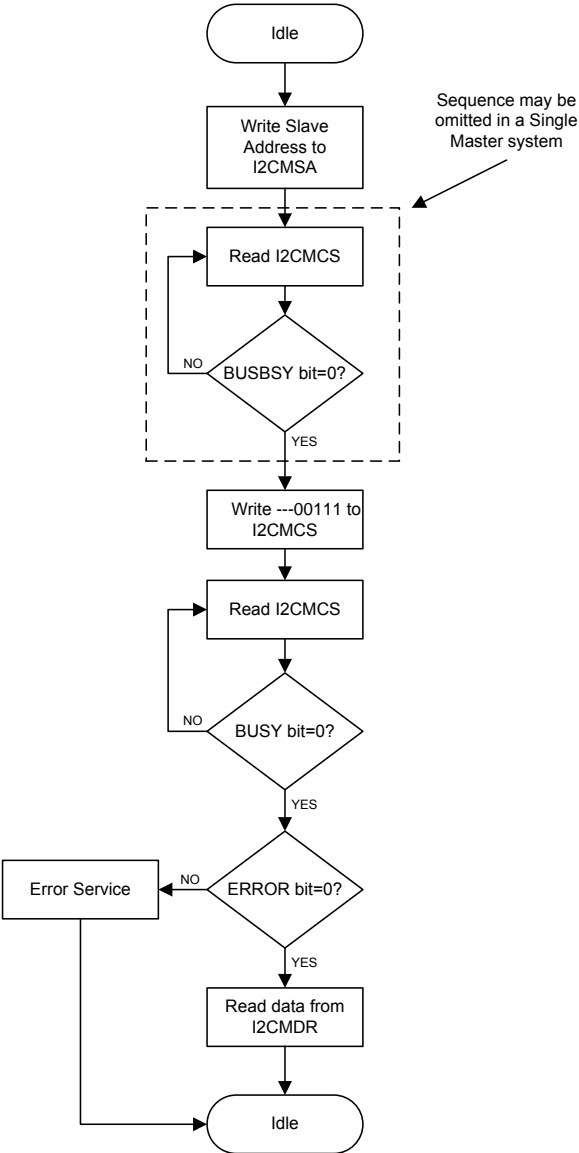 Idle
Write Slave
Address to
I2CMSA
Sequence may be
omitted in a Single
Master system
Read I2CMCS
BUSBSY bit=0?
NO
YES
Write ---00111 to
I2CMCS
Read I2CMCS
BUSY bit=0?
NO
YES
ERROR bit=0?
NO
Error Service
YES
Read data from
I2CMDR
Idle